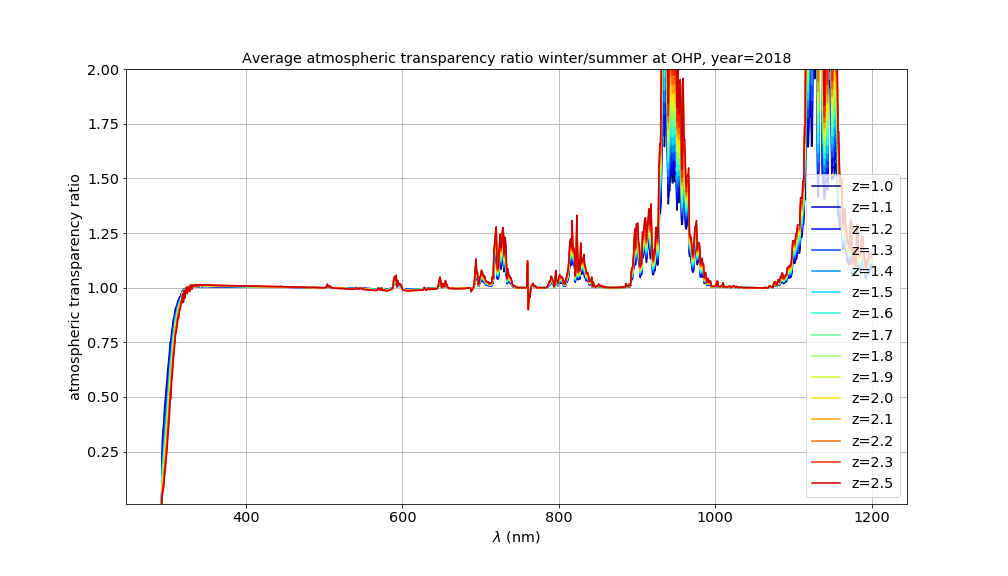 Average atmospheric transparency ratio winter/summer at OHP, year=2018
atmospheric transparency ratio
2.00
1.75
1.50
1.25
1.00
0.75
0.50
0.25
400
600
800
1000
1200
λ (nm)
z=1.0
z=1.1
z=1.2
z=1.3
z=1.4
z=1.5
z=1.6
z=1.7
z=1.8
z=1.9
z=2.0
z=2.1
z=2.2
z=2.3
z=2.5